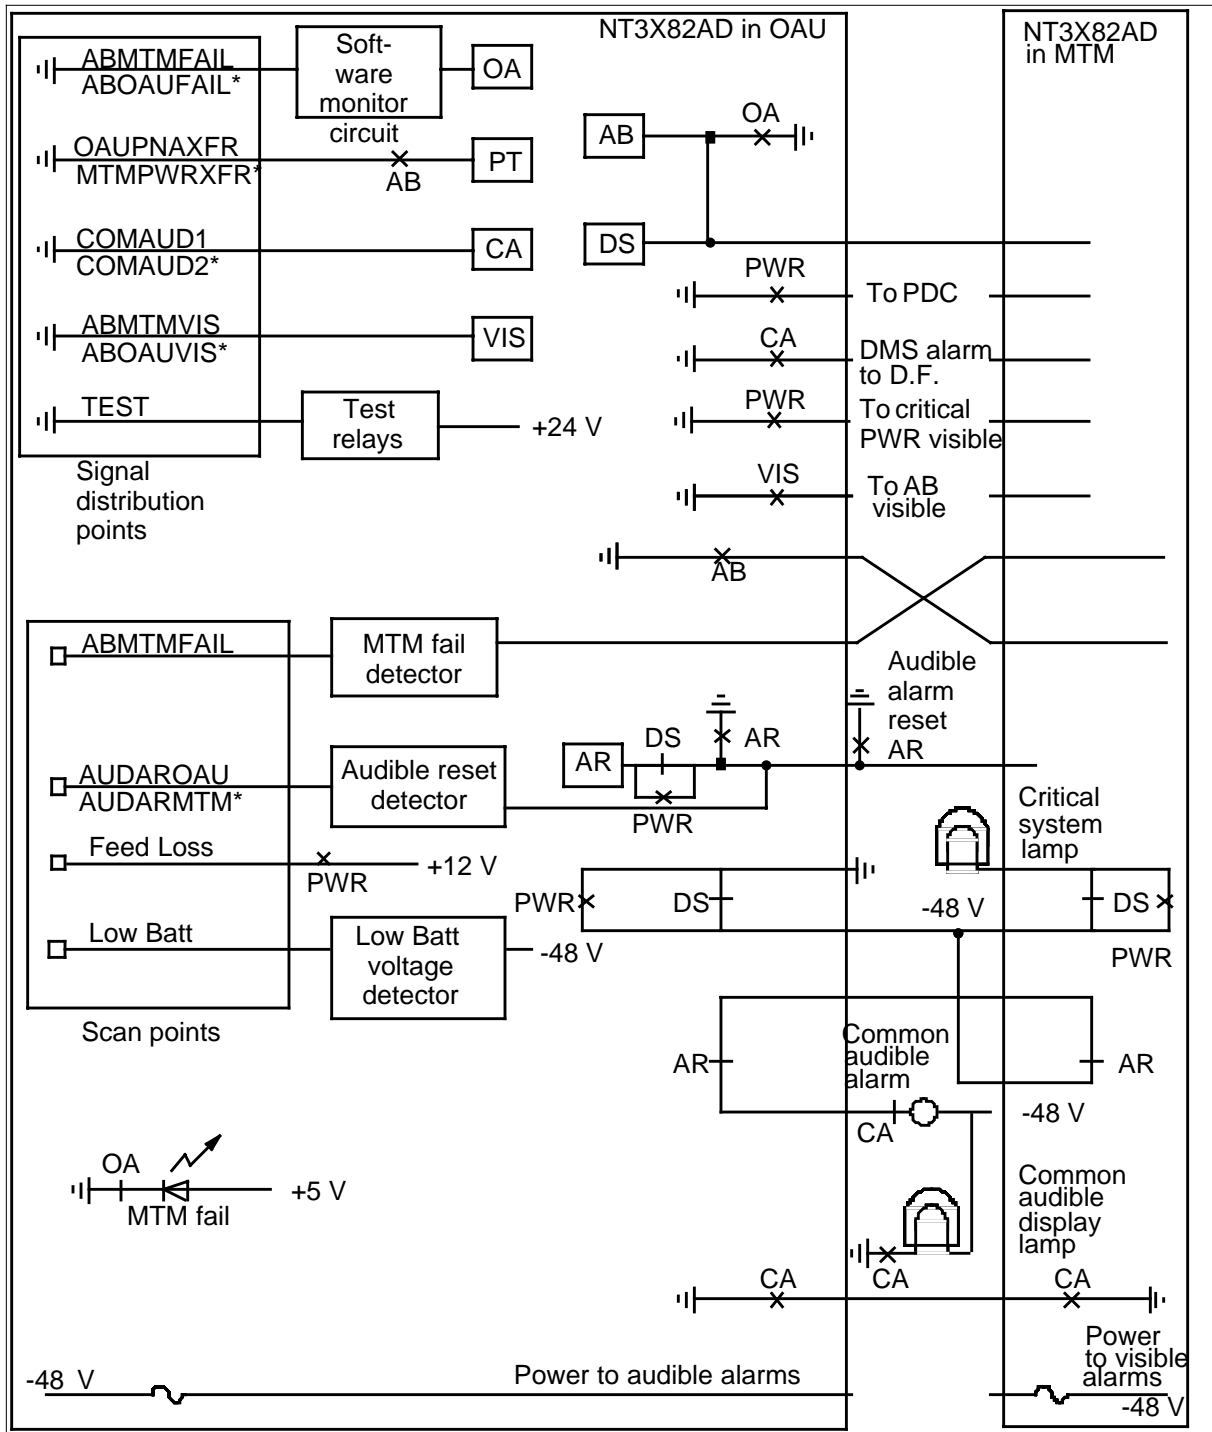 NT3X82AD in OAU
NT3X82AD
in MTM
ABMTMFAIL
ABOAUFAIL*
Soft-
ware
monitor
circuit
OA
OAUPNAXFR
MTMPWRXFR*
AB
PT
AB
OA
COMAUD1
COMAUD2*
CA
DS
PWR
To PDC
ABMTMVIS
ABOAUVIS*
VIS
CA
DMS alarm
to D.F.
TEST
Test
relays
+24 V
PWR
To critical
PWR visible
Signal
distribution
points
VIS
To AB
visible
AB
ABMTMFAIL
MTM fail
detector
Audible
alarm
reset
AR
AUDAROAU
AUDARMTM*
Audible reset
detector
AR
DS
AR
PWR
Critical
system
lamp
Feed Loss
PWR
+12 V
PWR
DS
-48 V
DS
PWR
Low Batt
Low Batt
voltage
detector
-48 V
Scan points
AR
Common
audible
alarm
AR
CA
-48 V
OA
MTM fail
+5 V
Common
audible
display
lamp
CA
CA
CA
Power
to visible
alarms
-48 V
-48 V
Power to audible alarms